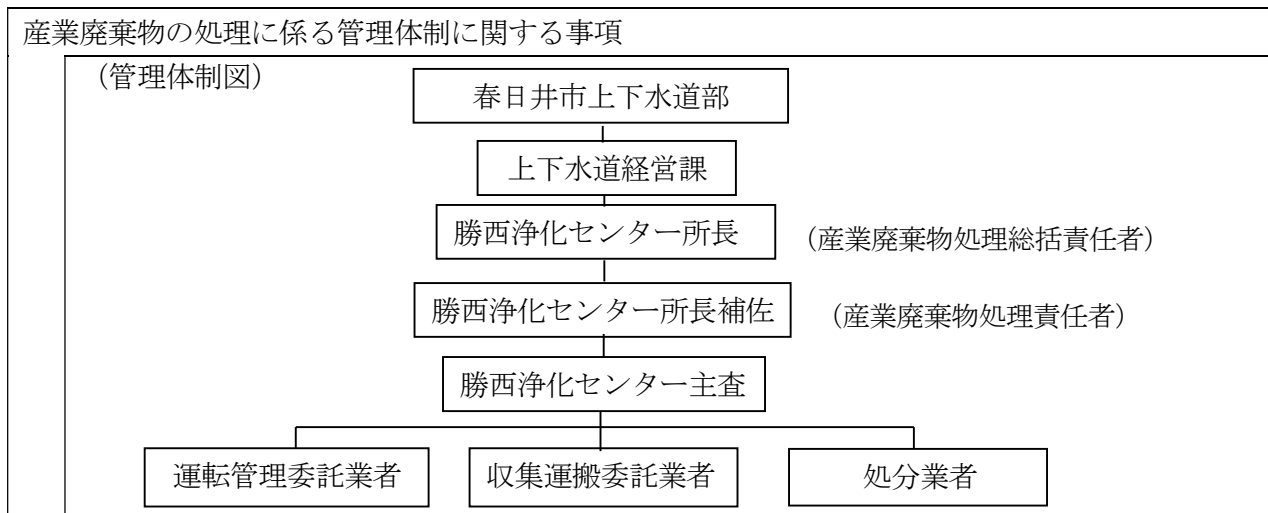 産業廃棄物の処理に係る管理体制に関する事項
（管理体制図）
春日井市上下水道部
上下水道経営課
勝西浄化センター所長 （産業廃棄物処理総括責任者）
勝西浄化センター所長補佐 （産業廃棄物処理責任者）
勝西浄化センター主査
運転管理委託業者 収集運搬委託業者 処分業者